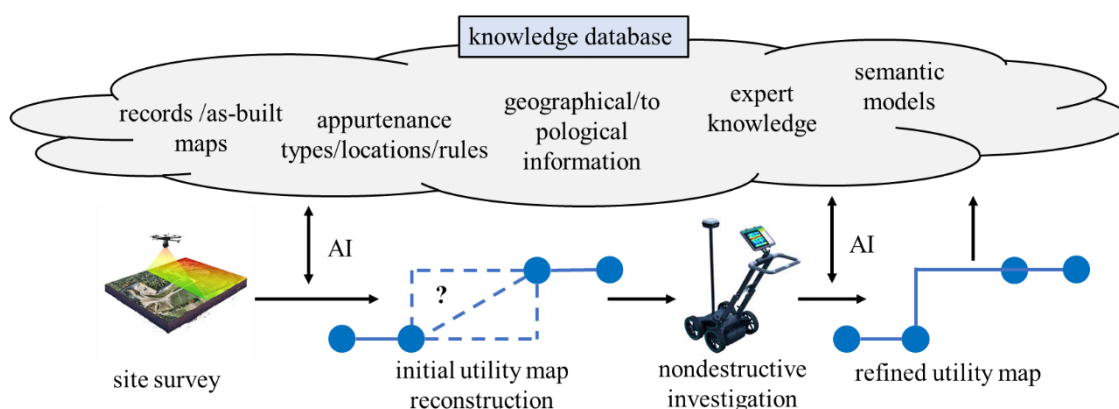 knowledge database
records /as-built
maps
appurtenance
types/locations/rules
geographical/to
pological
information
expert
knowledge
semantic
models
AI
AI
?
site survey
initial utility map
reconstruction
nondestructive
investigation
refined utility map